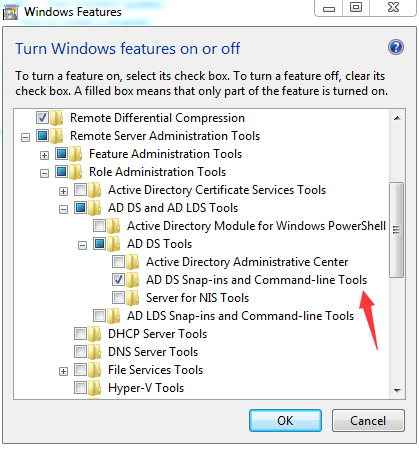 Windows Features
Turn Windows features on or off
To turn a feature on, select its check box. To turn a feature off, clear its
check box. A filled box means that only part of the feature is turned on.
Remote Differential Compression
Remote Server Administration Tools
Feature Administration Tools
Role Administration Tools
Active Directory Certificate Services Tools
AD DS and AD LDS Tools
Active Directory Module for Windows PowerShell
AD DS Tools
Active Directory Administrative Center
AD DS Snap-ins and Command-line Tools
Server for NIS Tools
AD LDS Snap-ins and Command-line Tools
DHCP Server Tools
DNS Server Tools
File Services Tools
Hyper-V Tools
OK
Cancel